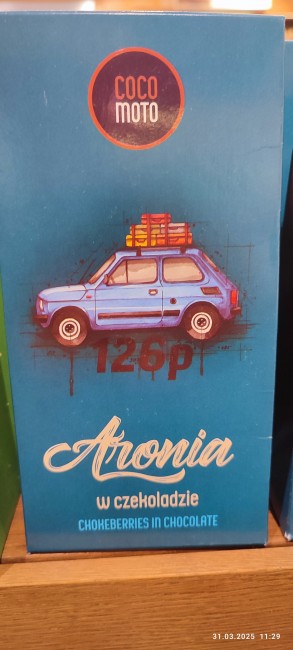 COCO
MOTO
126p
Aronia
w czekoladzie
CHOKEBERRIES IN CHOCOLATE
31.03.2025 11:29